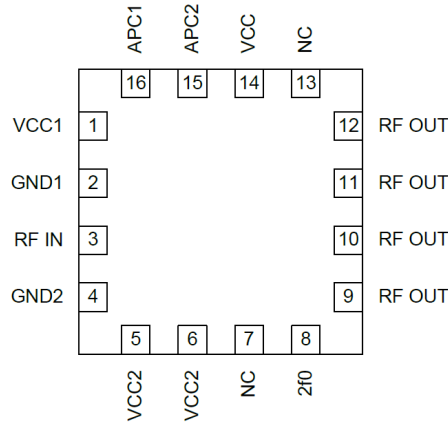 APC1 APC2 VCC NC
16 15 14 13
VCC1 1 12 RF OUT
GND1 2 11 RF OUT
RF IN 3 10 RF OUT
GND2 4 9 RF OUT
5 6 7 8
VCC2 VCC2 NC 2f0